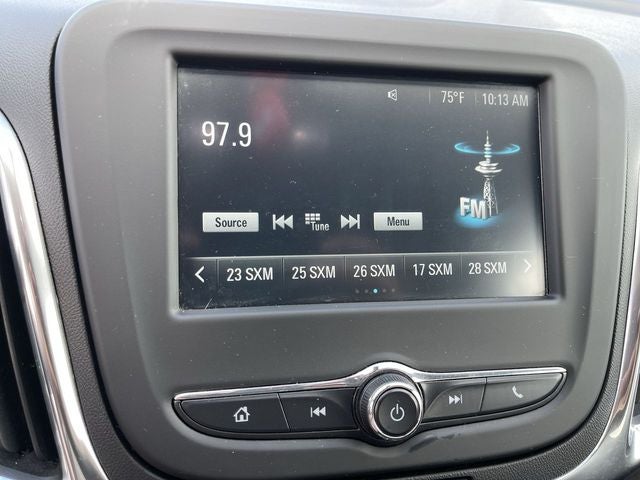 75°F 10:13 AM
97.9
FM
Source Tune Menu
23 SXM 25 SXM 26 SXM 17 SXM 28 SXM